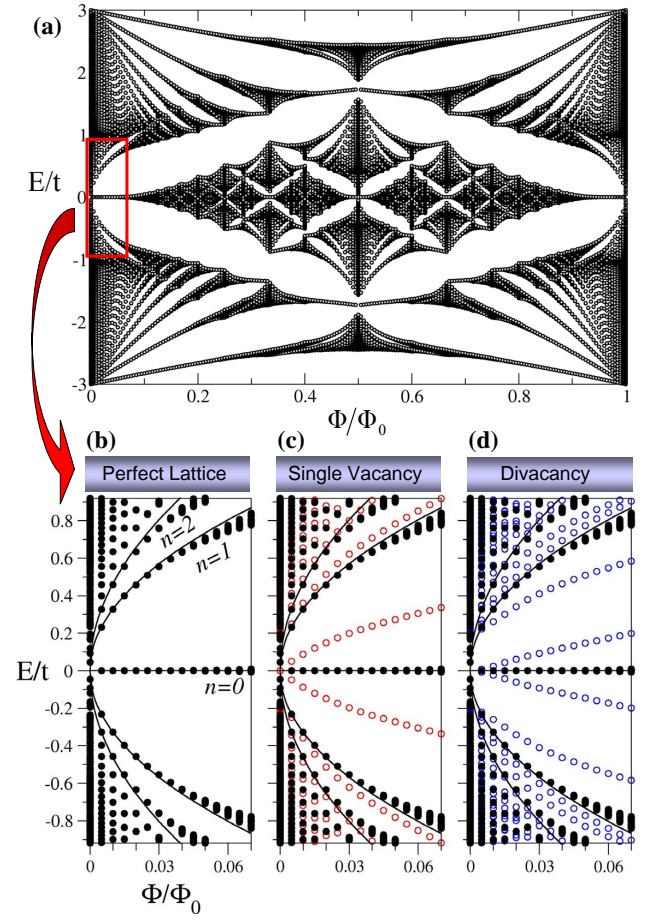 (a)
3
2
1
E/t
0
-1
-2
-3
0 0.2 0.4 0.6 0.8 1
Φ/Φ0
(b) (c) (d)
Perfect Lattice Single Vacancy Divacancy
0.8
0.6
0.4
0.2
E/t 0
-0.2
-0.4
-0.6
-0.8
n=2
n=1
n=0
0 0.03 0.06 0 0.03 0.06 0 0.03 0.06
Φ/Φ0